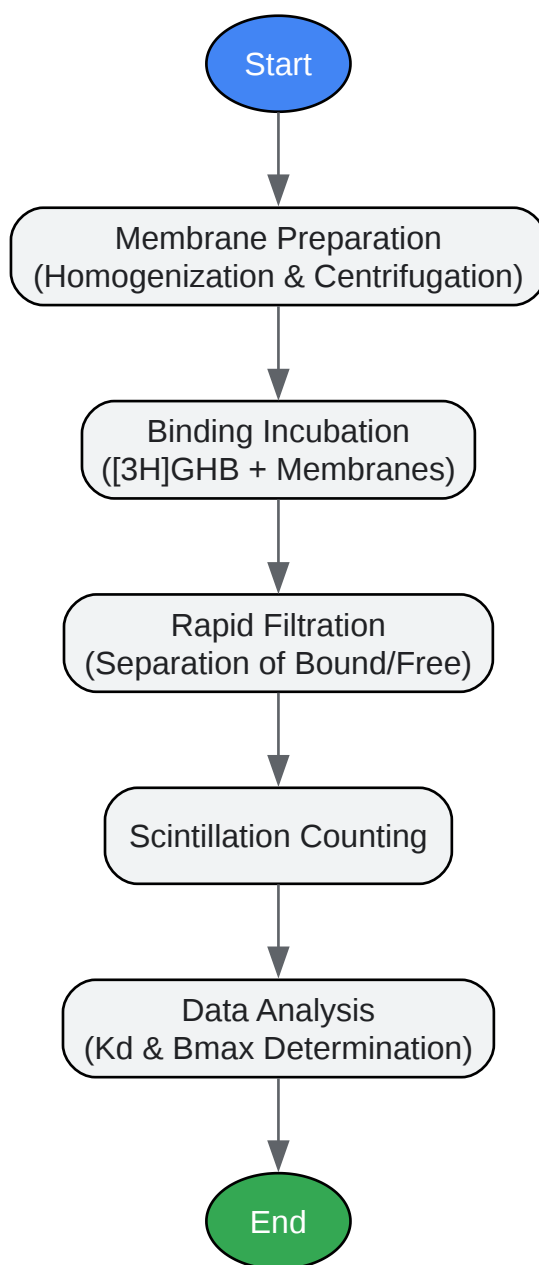 Start
Membrane Preparation
(Homogenization & Centrifugation)
Binding Incubation
([3H]GHB + Membranes)
Rapid Filtration
(Separation of Bound/Free)
Scintillation Counting
Data Analysis
(Kd & Bmax Determination)
End